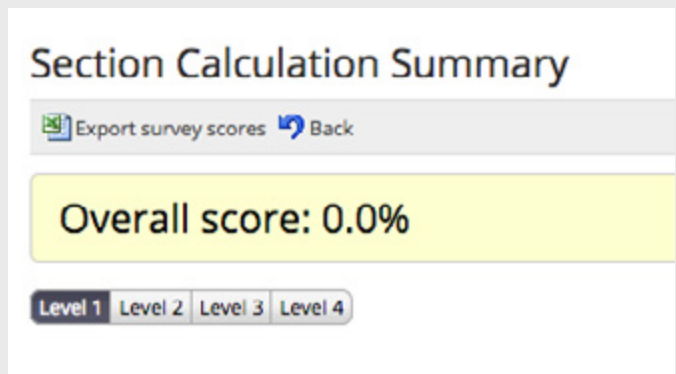 Section Calculation Summary
Export survey scores Back
Overall score: 0.0%
Level 1 Level 2 Level 3 Level 4